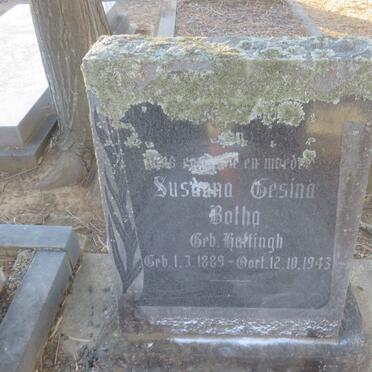 en moeder
Susanna Gesina
Botha
Geb. Hattingh
Geb. 1.3.1889 - Oorl. 12.10.1943